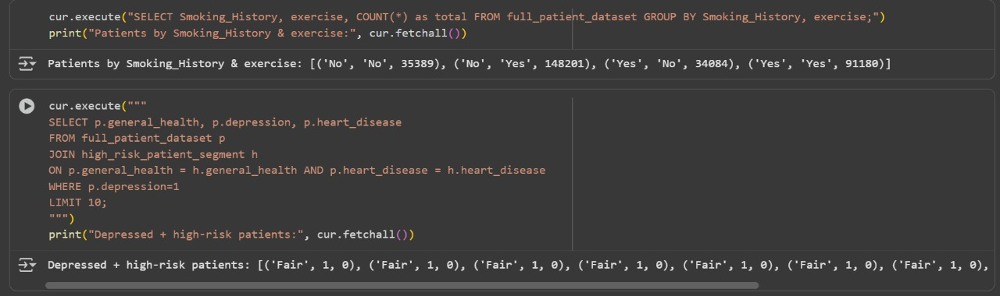 cur.execute("SELECT Smoking_History, exercise, COUNT(*) as total FROM full_patient_dataset GROUP BY Smoking_History, exercise;")
print("Patients by Smoking_History & exercise:", cur.fetchall())
Patients by Smoking_History & exercise: [('No', 'No', 35389), ('No', 'Yes', 148201), ('Yes', 'No', 34084), ('Yes', 'Yes', 91180)]
cur.execute("""
SELECT p.general_health, p.depression, p.heart_disease
FROM full_patient_dataset p
JOIN high_risk_patient_segment h
ON p.general_health = h.general_health AND p.heart_disease = h.heart_disease
WHERE p.depression=1
LIMIT 10;
""")
print("Depressed + high-risk patients:", cur.fetchall())
Depressed + high-risk patients: [('Fair', 1, 0), ('Fair', 1, 0), ('Fair', 1, 0), ('Fair', 1, 0), ('Fair', 1, 0), ('Fair', 1, 0), ('Fair', 1, 0),